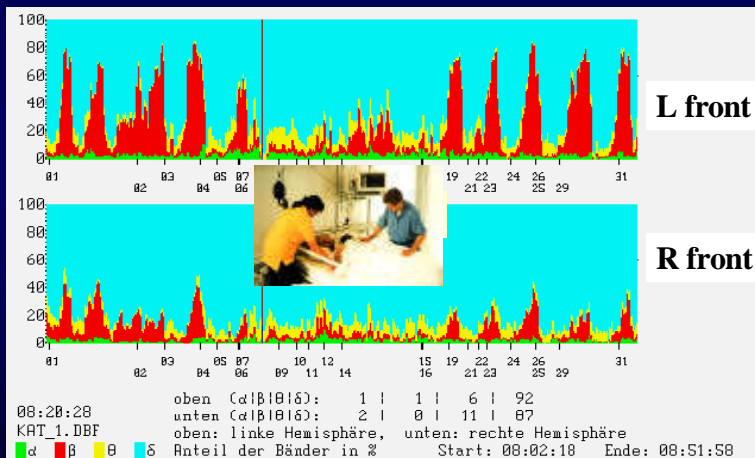 100
80
60
40
20
0
01 03 05 07 19 22 24 26 31
02 04 06 21 23 25 29
L front
100
80
60
40
20
0
01 03 05 07 10 12 15 19 22 24 26 31
02 04 06 09 11 14 16 21 23 25 29
R front
oben (α|β|θ|δ): 1 | 1 | 6 | 92
08:20:28 unten (α|β|θ|δ): 2 | 0 | 11 | 87
KAT_1.DBF oben: linke Hemisphäre, unten: rechte Hemisphäre
α β θ δ Anteil der Bänder in % Start: 08:02:18 Ende: 08:51:58